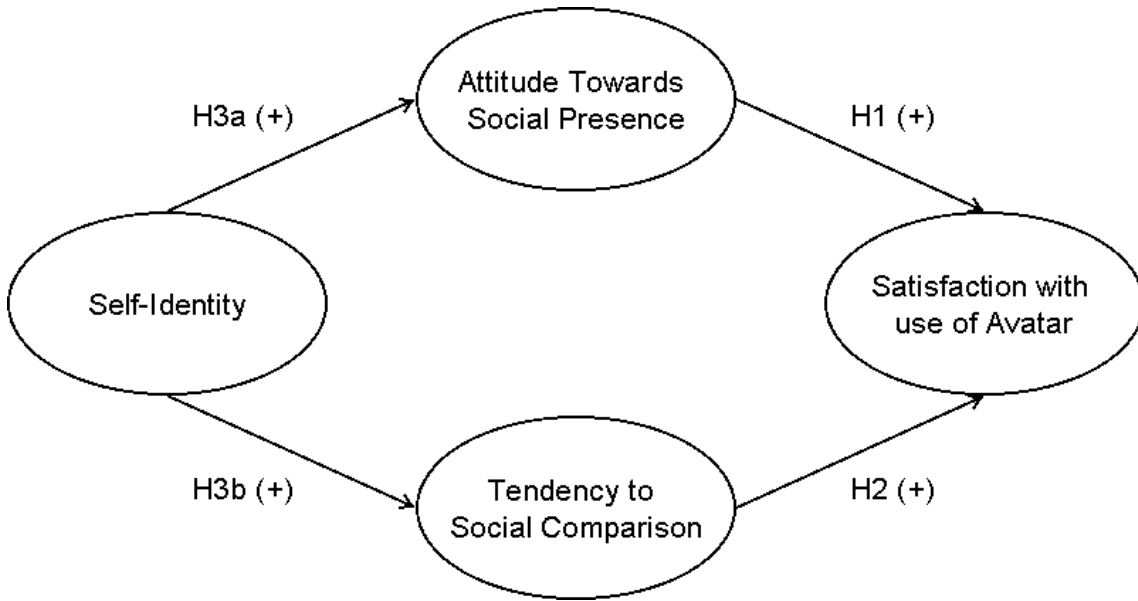 Attitude Towards
Social Presence
H3a (+)
H1 (+)
Self-Identity
Satisfaction with
use of Avatar
H3b (+)
H2 (+)
Tendency to
Social Comparison